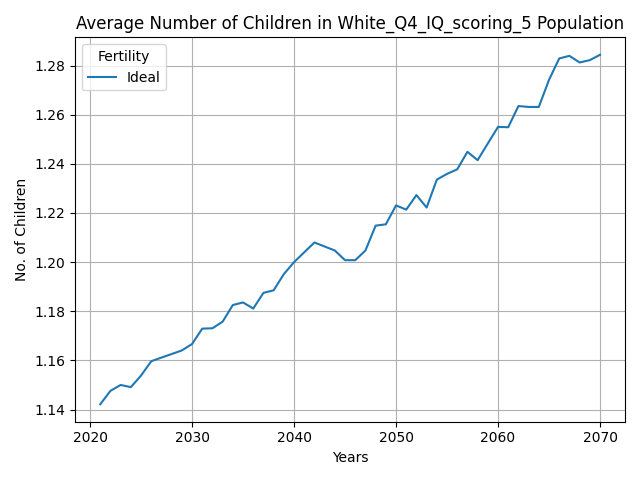 Average Number of Children in White_Q4_IQ_scoring_5 Population
Fertility
Ideal
1.28
1.26
1.24
1.22
1.20
1.18
1.16
1.14
No. of Children
2020 2030 2040 2050 2060 2070
Years